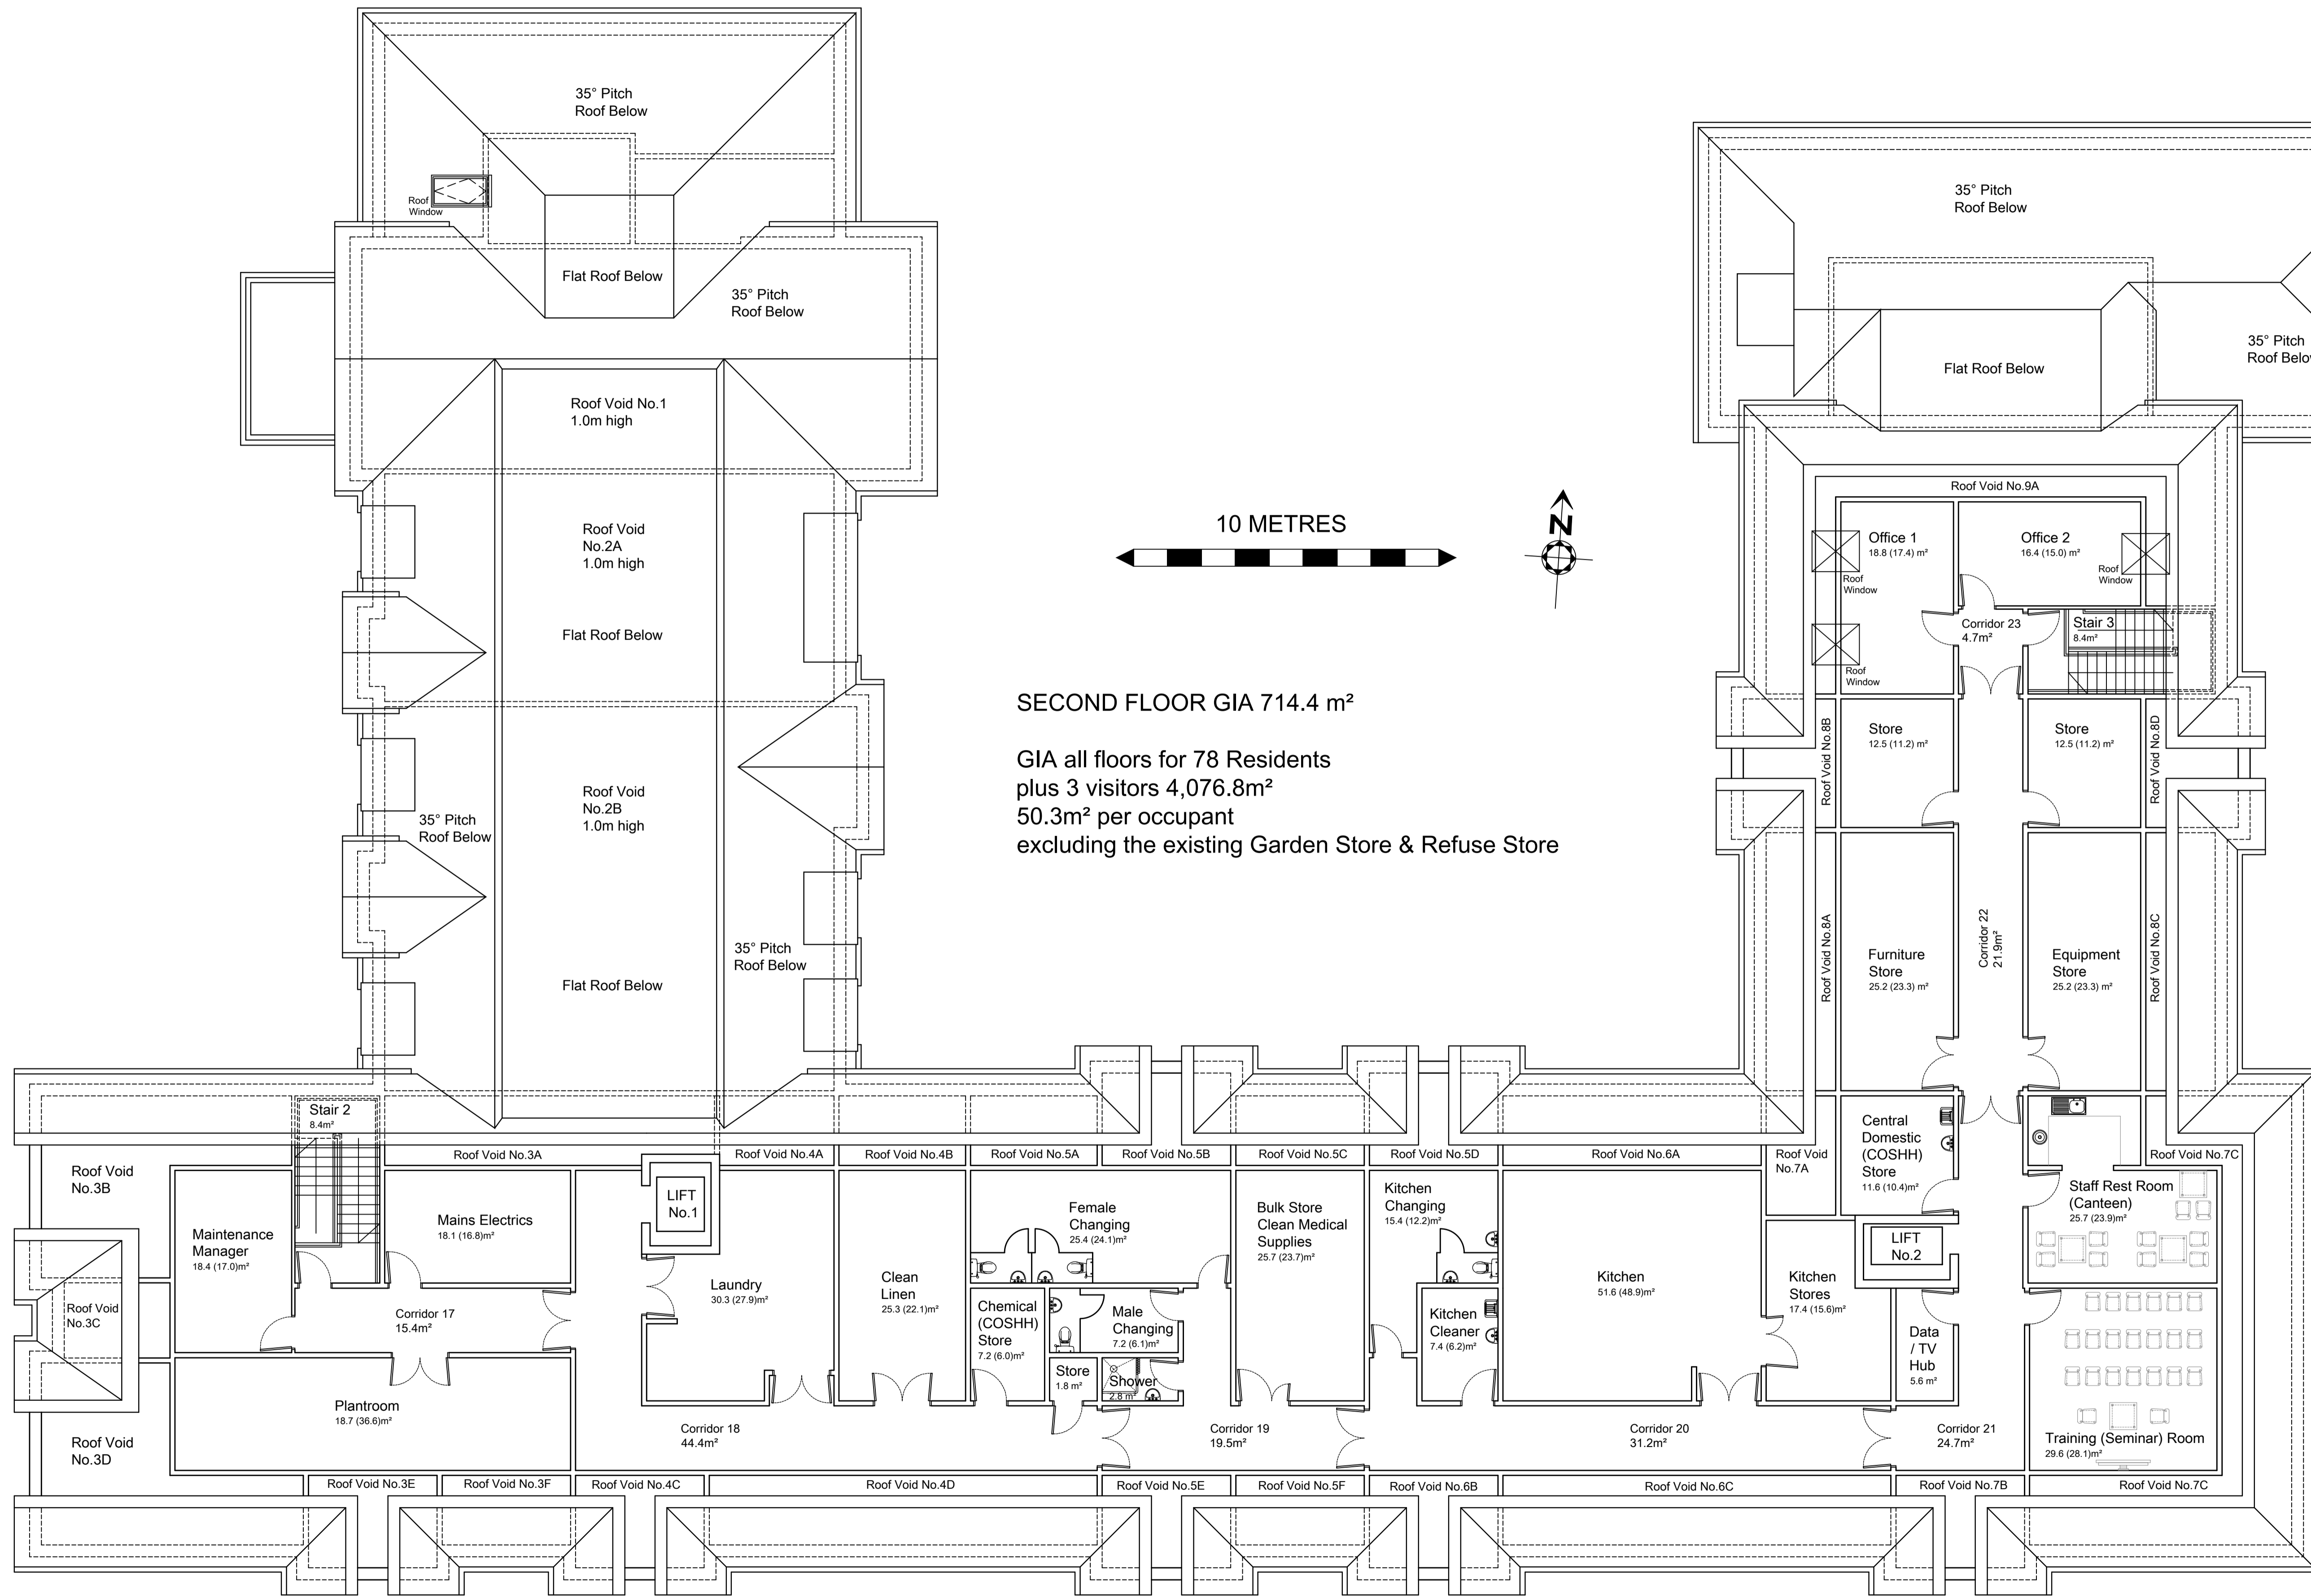 35° Pitch
Roof Below
Roof
Window
Flat Roof Below
35° Pitch
Roof Below
Roof Void No.1
1.0m high
Roof Void
No.2A
1.0m high
Flat Roof Below
Roof Void
No.2B
1.0m high
35° Pitch
Roof Below
35° Pitch
Roof Below
Flat Roof Below
10 METRES
N
SECOND FLOOR GIA 714.4 m²
GIA all floors for 78 Residents
plus 3 visitors 4,076.8m²
50.3m² per occupant
excluding the existing Garden Store & Refuse Store
35° Pitch
Roof Below
35° Pitch
Roof Belo
Flat Roof Below
Roof Void No.9A
Office 1
18.8 (17.4) m²
Roof
Window
Office 2
16.4 (15.0) m²
Roof
Window
Roof
Window
Corridor 23
4.7m²
Stair 3
8.4m²
Roof Void No.8B
Store
12.5 (11.2) m²
Store
12.5 (11.2) m²
Roof Void No.8D
Roof Void No.8A
Furniture
Store
25.2 (23.3) m²
Corridor 22
21.9m²
Equipment
Store
25.2 (23.3) m²
Roof Void No.8C
Stair 2
8.4m²
Roof Void
No.3B
Roof Void No.3A
Roof Void No.4A
Roof Void No.4B
Roof Void No.5A
Roof Void No.5B
Roof Void No.5C
Roof Void No.5D
Roof Void No.6A
Roof Void
No.7A
Central
Domestic
(COSHH)
Store
11.6 (10.4)m²
Roof Void No.7C
Staff Rest Room
(Canteen)
25.7 (23.9)m²
Maintenance
Manager
18.4 (17.0)m²
Mains Electrics
18.1 (16.8)m²
LIFT
No.1
Laundry
30.3 (27.9)m²
Clean
Linen
25.3 (22.1)m²
Female
Changing
25.4 (24.1)m²
Bulk Store
Clean Medical
Supplies
25.7 (23.7)m²
Kitchen
Changing
15.4 (12.2)m²
Kitchen
51.6 (48.9)m²
Kitchen
Stores
17.4 (15.6)m²
LIFT
No.2
Roof Void
No.3C
Corridor 17
15.4m²
Chemical
(COSHH)
Store
7.2 (6.0)m²
Male
Changing
7.2 (6.1)m²
Kitchen
Cleaner
7.4 (6.2)m²
Data
/ TV
Hub
5.6 m²
Store
1.8 m²
Shower
2.8 m²
Plantroom
18.7 (36.6)m²
Roof Void
No.3D
Corridor 18
44.4m²
Corridor 19
19.5m²
Corridor 20
31.2m²
Corridor 21
24.7m²
Training (Seminar) Room
29.6 (28.1)m²
Roof Void No.3E
Roof Void No.3F
Roof Void No.4C
Roof Void No.4D
Roof Void No.5E
Roof Void No.5F
Roof Void No.6B
Roof Void No.6C
Roof Void No.7B
Roof Void No.7C